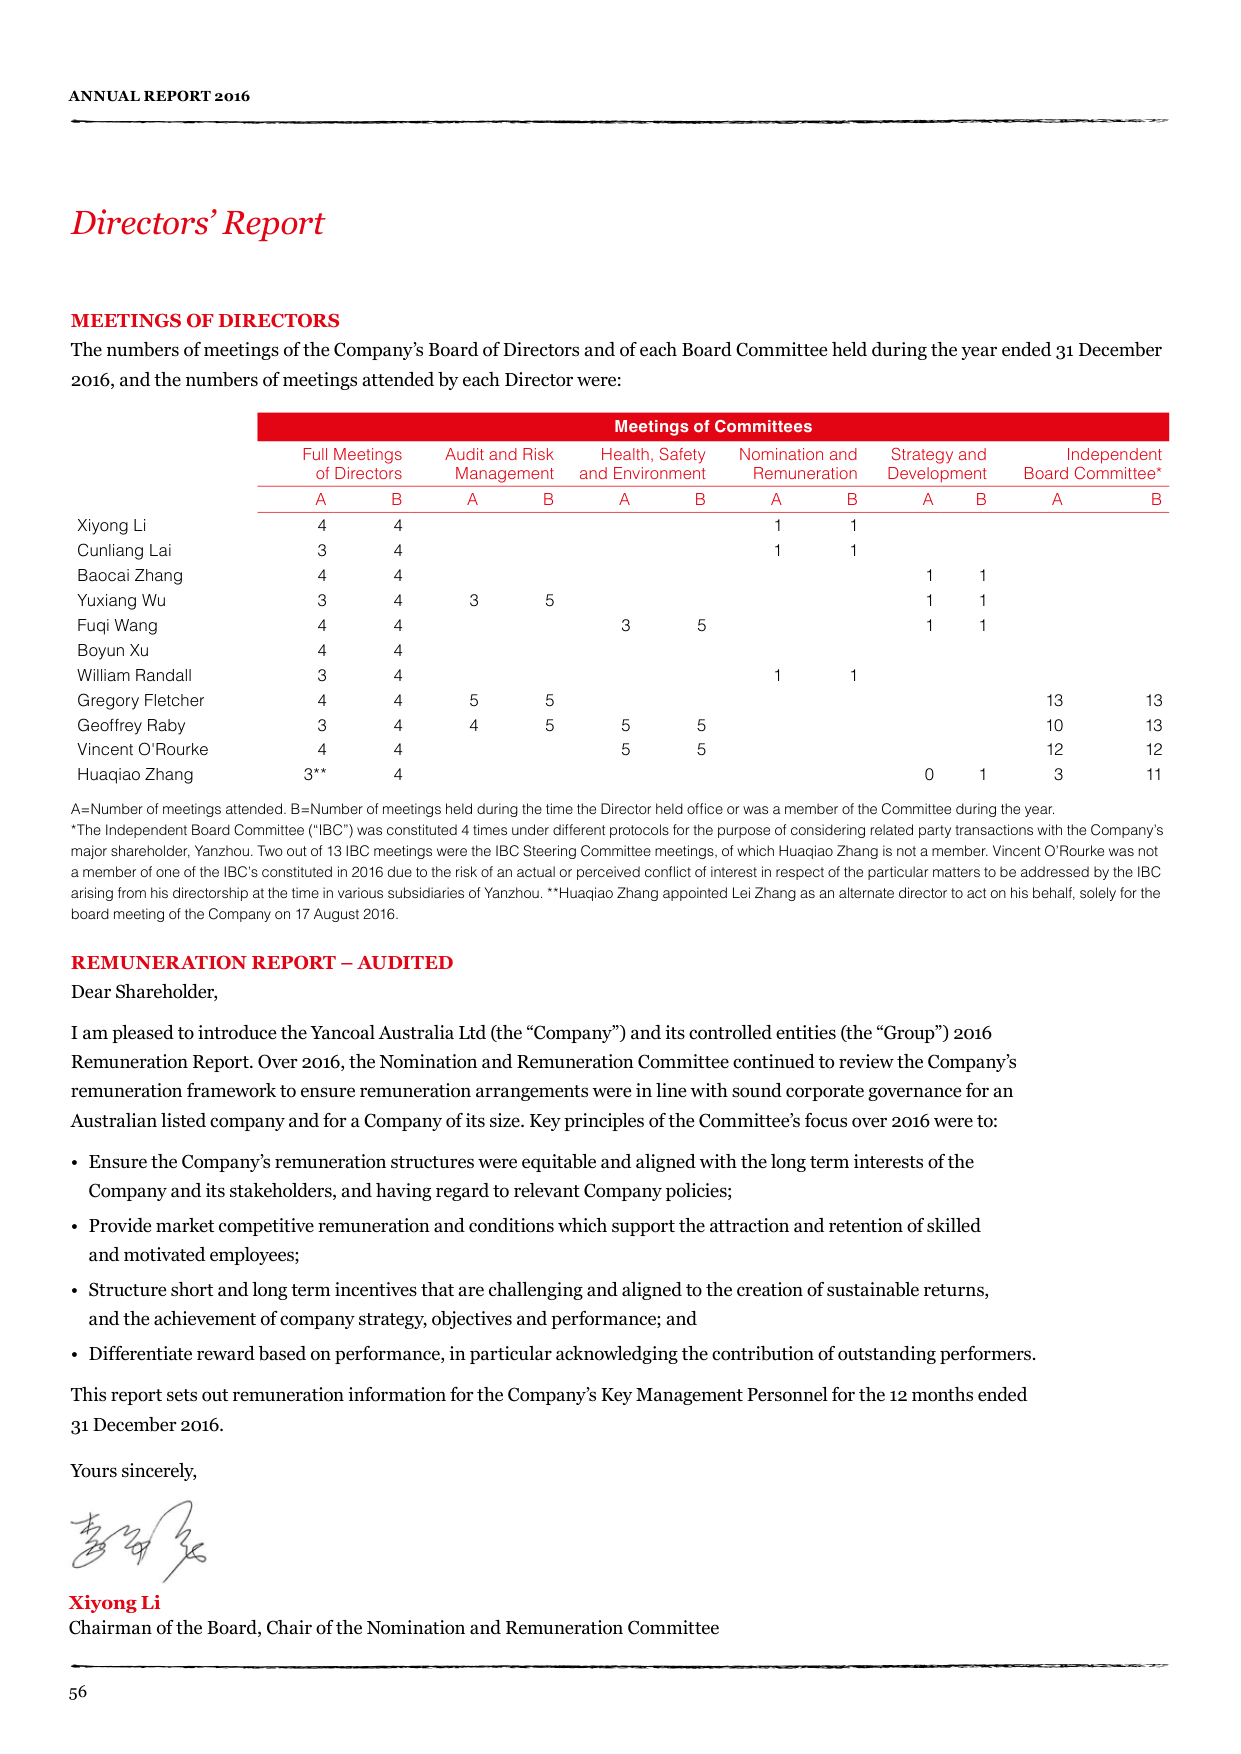 ANNUAL REPORT 2016
Directors’ Report
MEETINGS OF DIRECTORS
The numbers of meetings of the Company’s Board of Directors and of each Board Committee held during the year ended 31 December
2016, and the numbers of meetings attended by each Director were:
Meetings of Committees
Full Meetings of Directors Audit and Risk Management Health, Safety and Environment Nomination and Remuneration Strategy and Development Independent Board Committee*
A B A B A B A B A B A B
Xiyong Li 4 4 1 1
Cunliang Lai 3 4 1 1
Baocai Zhang 4 4 1 1
Yuxiang Wu 3 4 3 5 1 1
Fuqi Wang 4 4 3 5 1 1
Boyun Xu 4 4
William Randall 3 4 1 1
Gregory Fletcher 4 4 5 5 13 13
Geoffrey Raby 3 4 4 5 5 5 10 13
Vincent O'Rourke 4 4 5 5 12 12
Huaqiao Zhang 3** 4 0 1 3 11
A=Number of meetings attended. B=Number of meetings held during the time the Director held office or was a member of the Committee during the year.
*The Independent Board Committee (“IBC”) was constituted 4 times under different protocols for the purpose of considering related party transactions with the Company’s
major shareholder, Yanzhou. Two out of 13 IBC meetings were the IBC Steering Committee meetings, of which Huaqiao Zhang is not a member. Vincent O’Rourke was not
a member of one of the IBC’s constituted in 2016 due to the risk of an actual or perceived conflict of interest in respect of the particular matters to be addressed by the IBC
arising from his directorship at the time in various subsidiaries of Yanzhou. **Huaqiao Zhang appointed Lei Zhang as an alternate director to act on his behalf, solely for the
board meeting of the Company on 17 August 2016.
REMUNERATION REPORT – AUDITED
Dear Shareholder,
I am pleased to introduce the Yancoal Australia Ltd (the “Company”) and its controlled entities (the “Group”) 2016
Remuneration Report. Over 2016, the Nomination and Remuneration Committee continued to review the Company’s
remuneration framework to ensure remuneration arrangements were in line with sound corporate governance for an
Australian listed company and for a Company of its size. Key principles of the Committee’s focus over 2016 were to:
• Ensure the Company’s remuneration structures were equitable and aligned with the long term interests of the
Company and its stakeholders, and having regard to relevant Company policies;
• Provide market competitive remuneration and conditions which support the attraction and retention of skilled
and motivated employees;
• Structure short and long term incentives that are challenging and aligned to the creation of sustainable returns,
and the achievement of company strategy, objectives and performance; and
• Differentiate reward based on performance, in particular acknowledging the contribution of outstanding performers.
This report sets out remuneration information for the Company’s Key Management Personnel for the 12 months ended
31 December 2016.
Yours sincerely,
Xiyong Li
Chairman of the Board, Chair of the Nomination and Remuneration Committee
56